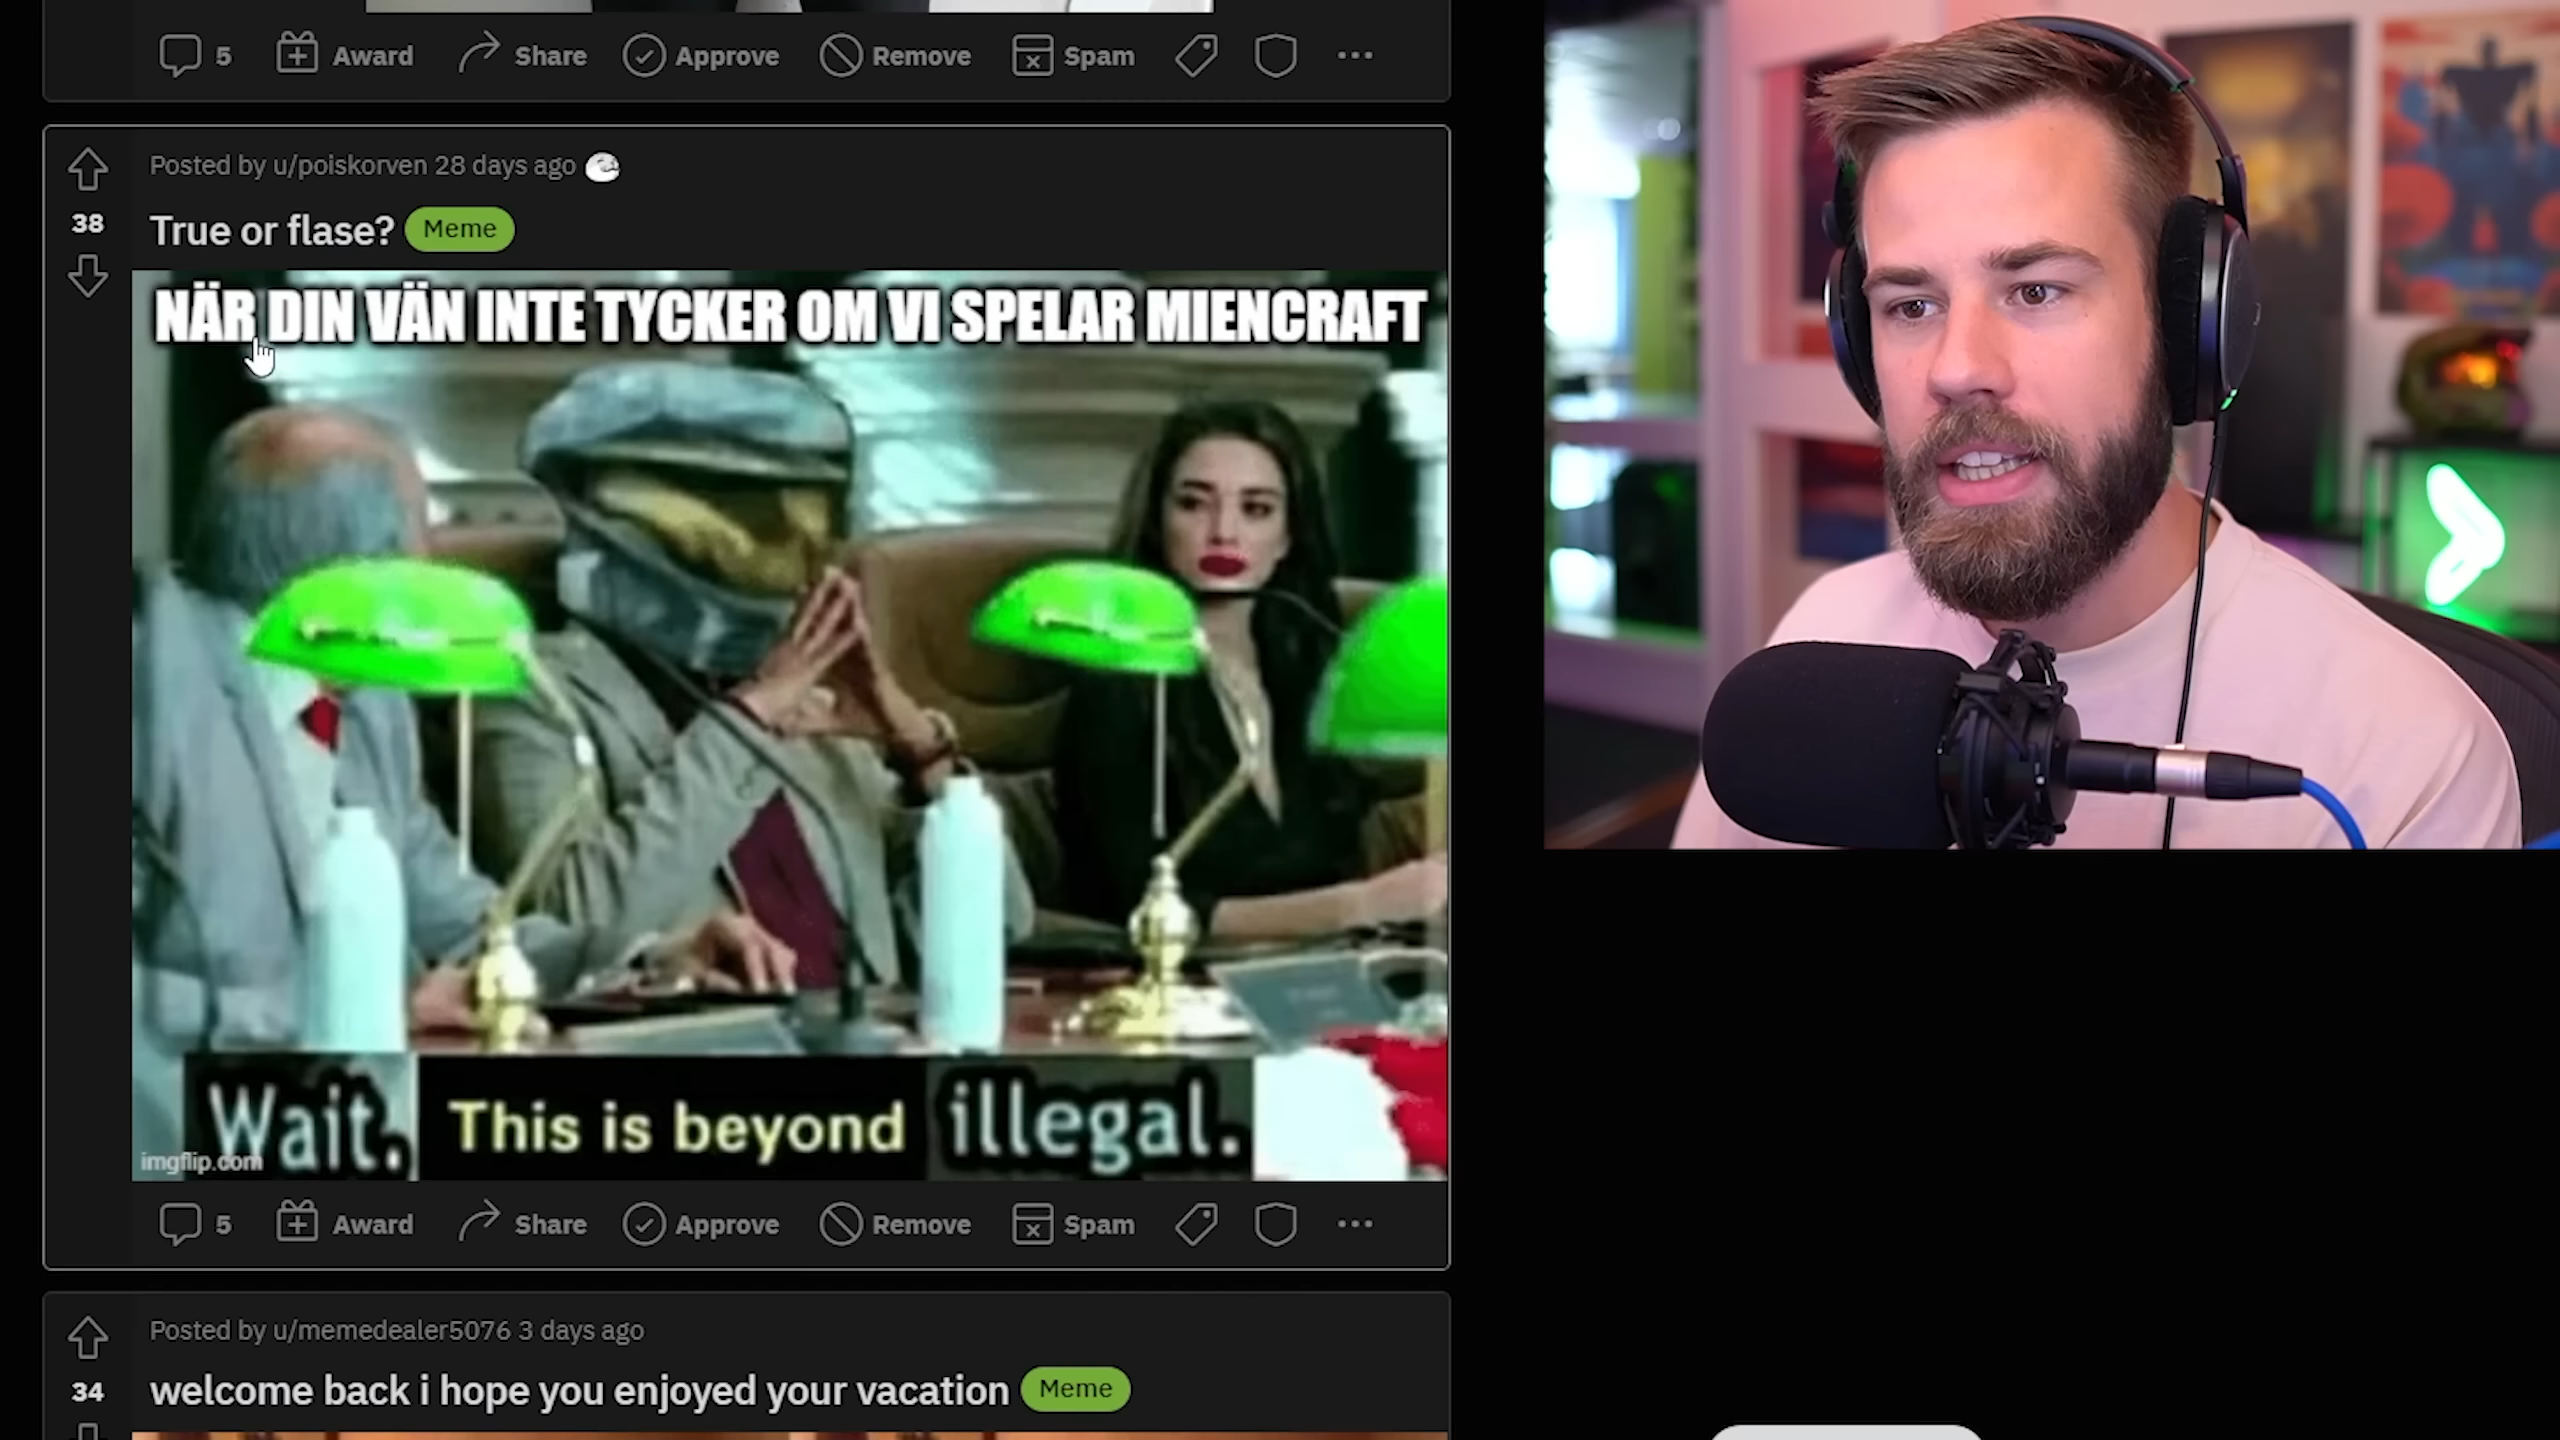 5 Award Share Approve Remove Spam
Posted by u/poiskorven 28 days ago
38
True or flase? Meme
NÄR DIN VÄN INTE TYCKER OM VI SPELAR MIENCRAFT
Wait. This is beyond illegal.
imgflip.com
5 Award Share Approve Remove Spam
Posted by u/memedealer5076 3 days ago
34
welcome back i hope you enjoyed your vacation Meme